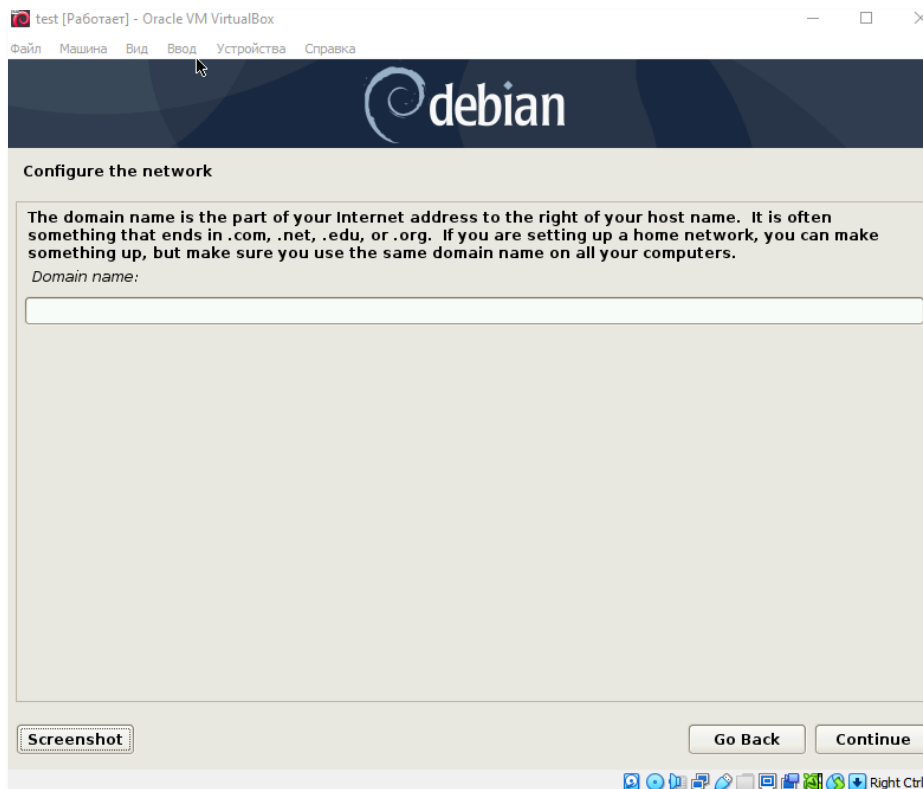 test [Работает] - Oracle VM VirtualBox
Файл Машина Вид Ввод Устройства Справка
debian
Configure the network
The domain name is the part of your Internet address to the right of your host name. It is often
something that ends in .com, .net, .edu, or .org. If you are setting up a home network, you can make
something up, but make sure you use the same domain name on all your computers.
Domain name:
Screenshot
Go Back
Continue
Right Ctrl